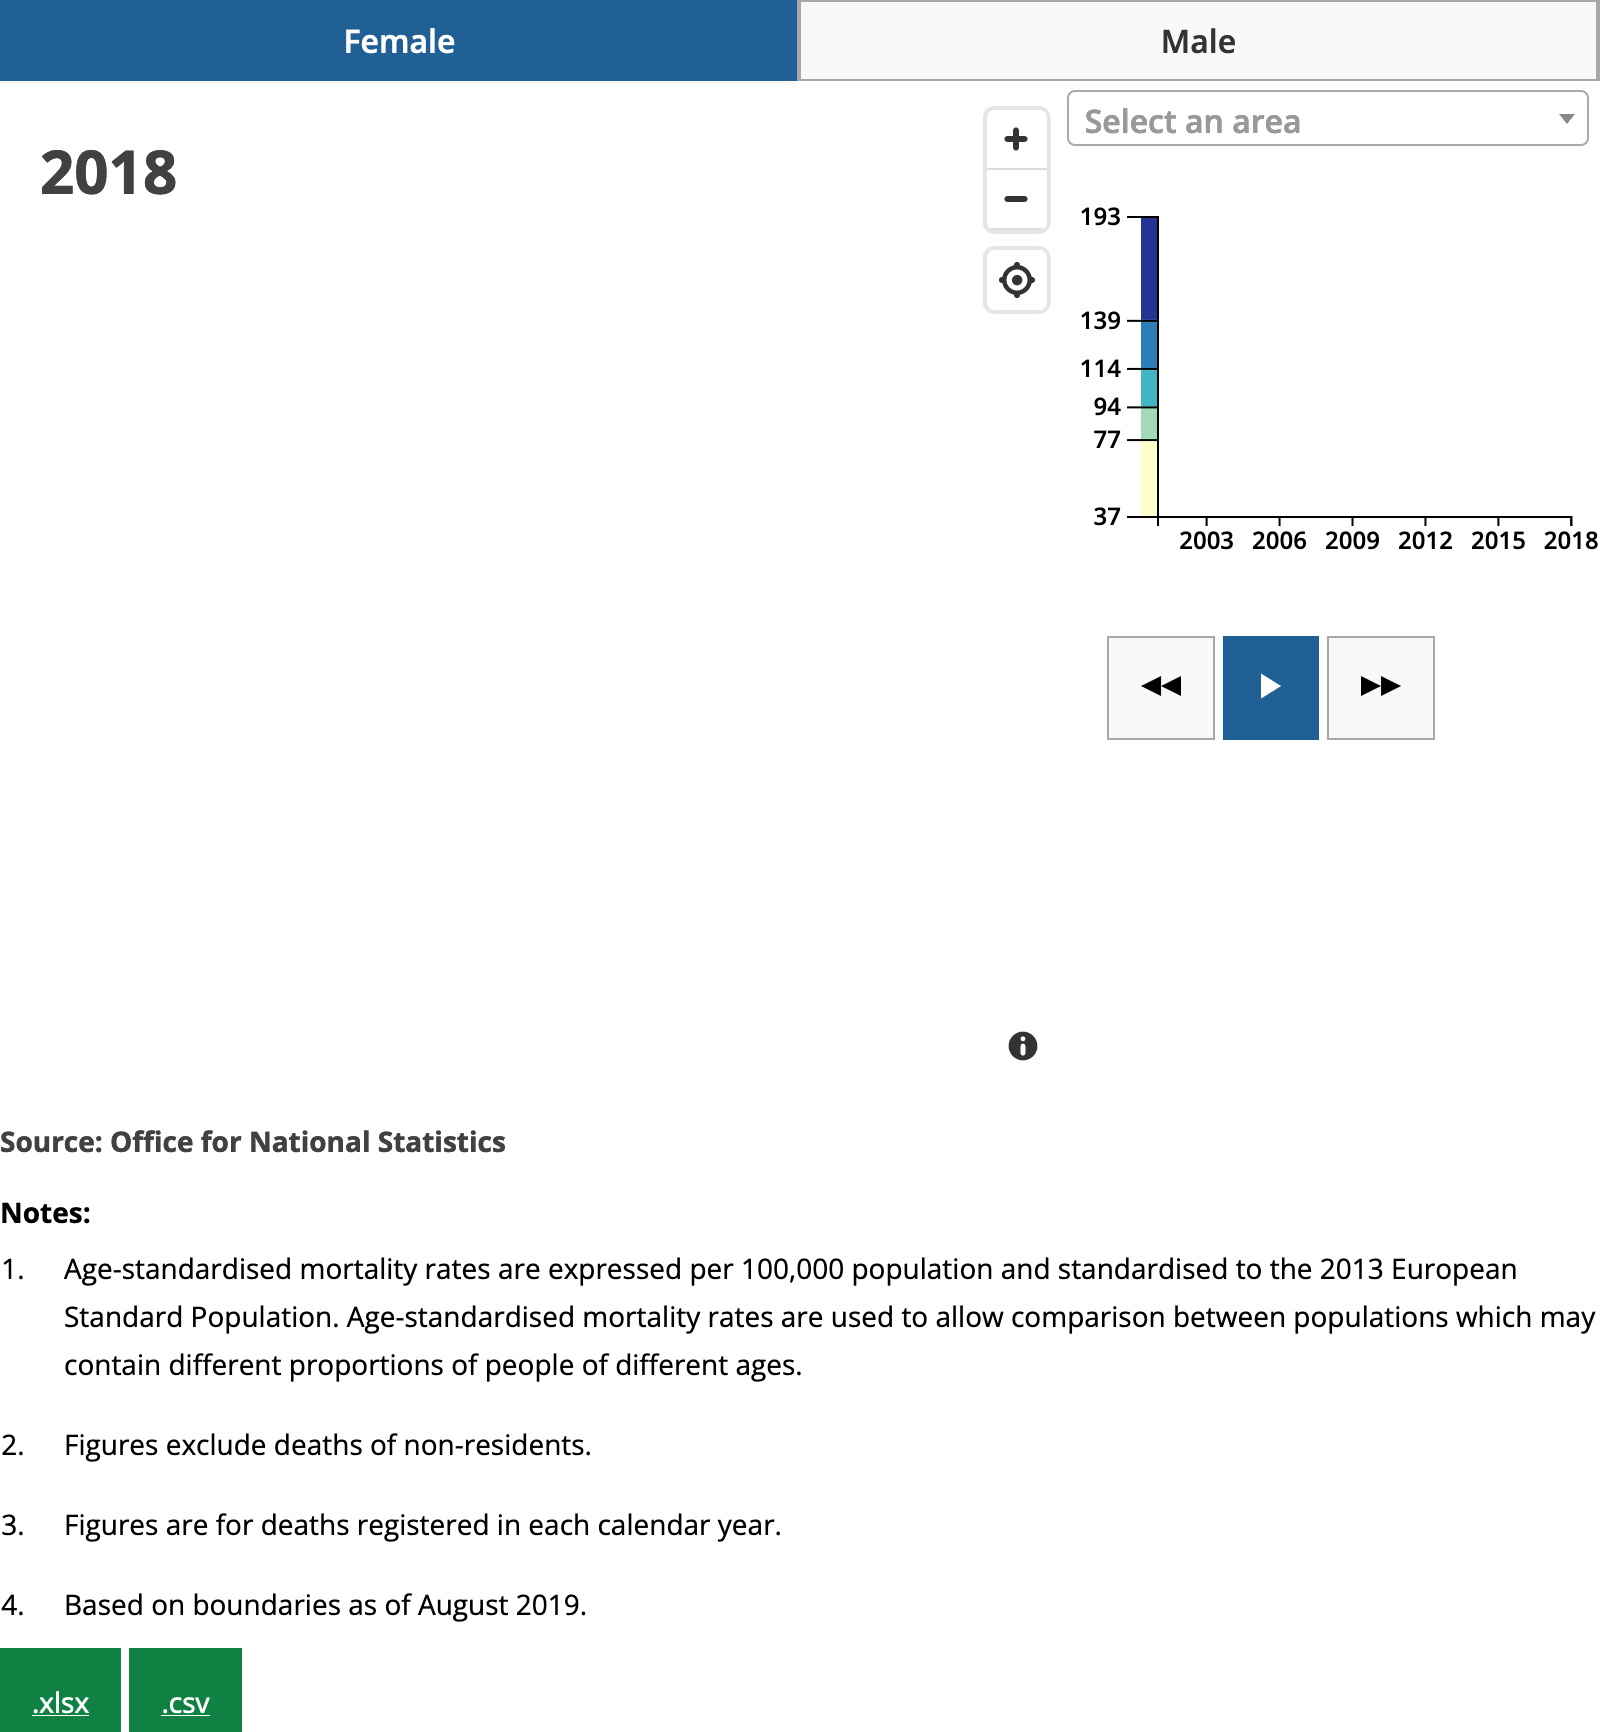 Female
Male
2018
Select an area
193
139
114
94
77
37
2003 2006 2009 2012 2015 2018
Source: Office for National Statistics
Notes:
1. Age-standardised mortality rates are expressed per 100,000 population and standardised to the 2013 European
Standard Population. Age-standardised mortality rates are used to allow comparison between populations which may
contain different proportions of people of different ages.
2. Figures exclude deaths of non-residents.
3. Figures are for deaths registered in each calendar year.
4. Based on boundaries as of August 2019.
.xlsx
.csv